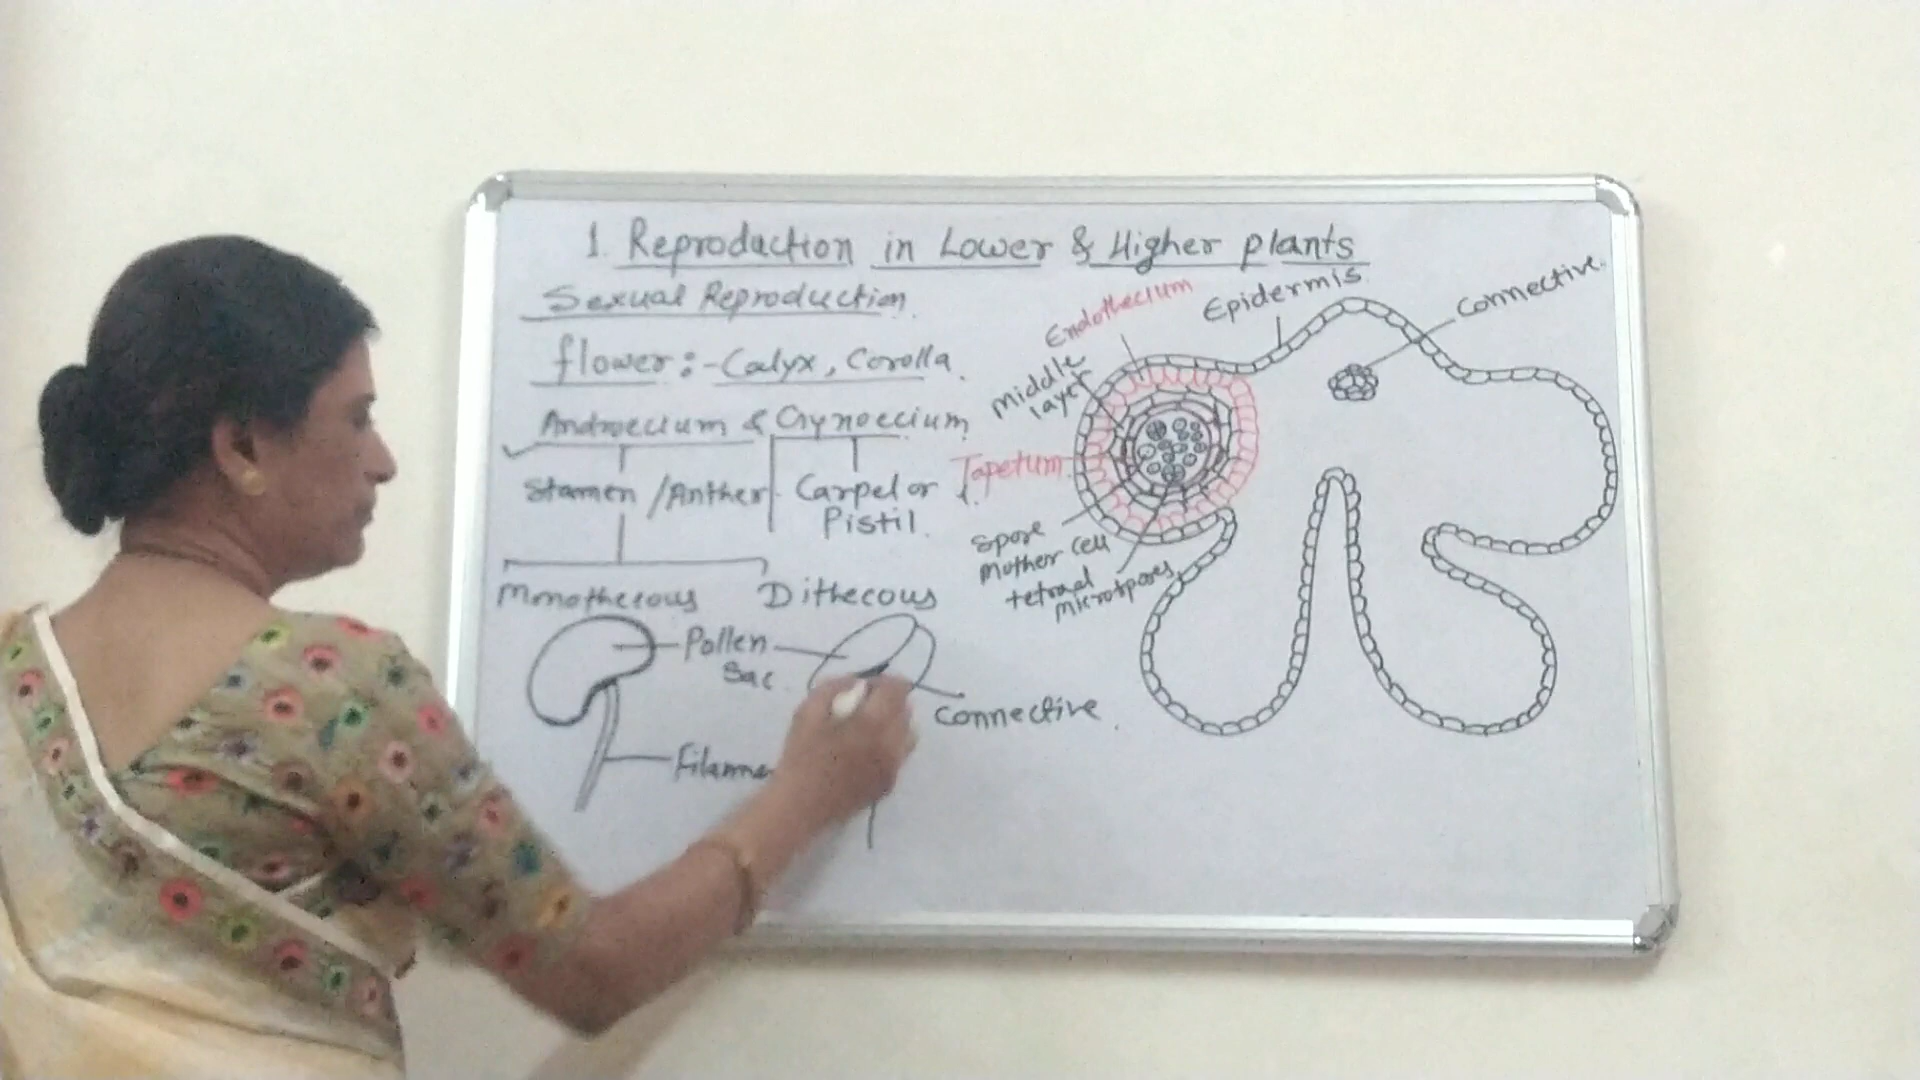 1. Reproduction in Lower & Higher plants
Sexual Reproduction
flower:- Calyx, Corolla.
Androecium & Gynoecium
Stamen /Anther
Carpel or
Pistil.
Monothecous
Dithecous
Pollen
Sac
Connective
Filame
Endothecium
Epidermis
Connective.
Middle
layer
Tapetum
Spore
Mother cell
tetrad
microspores